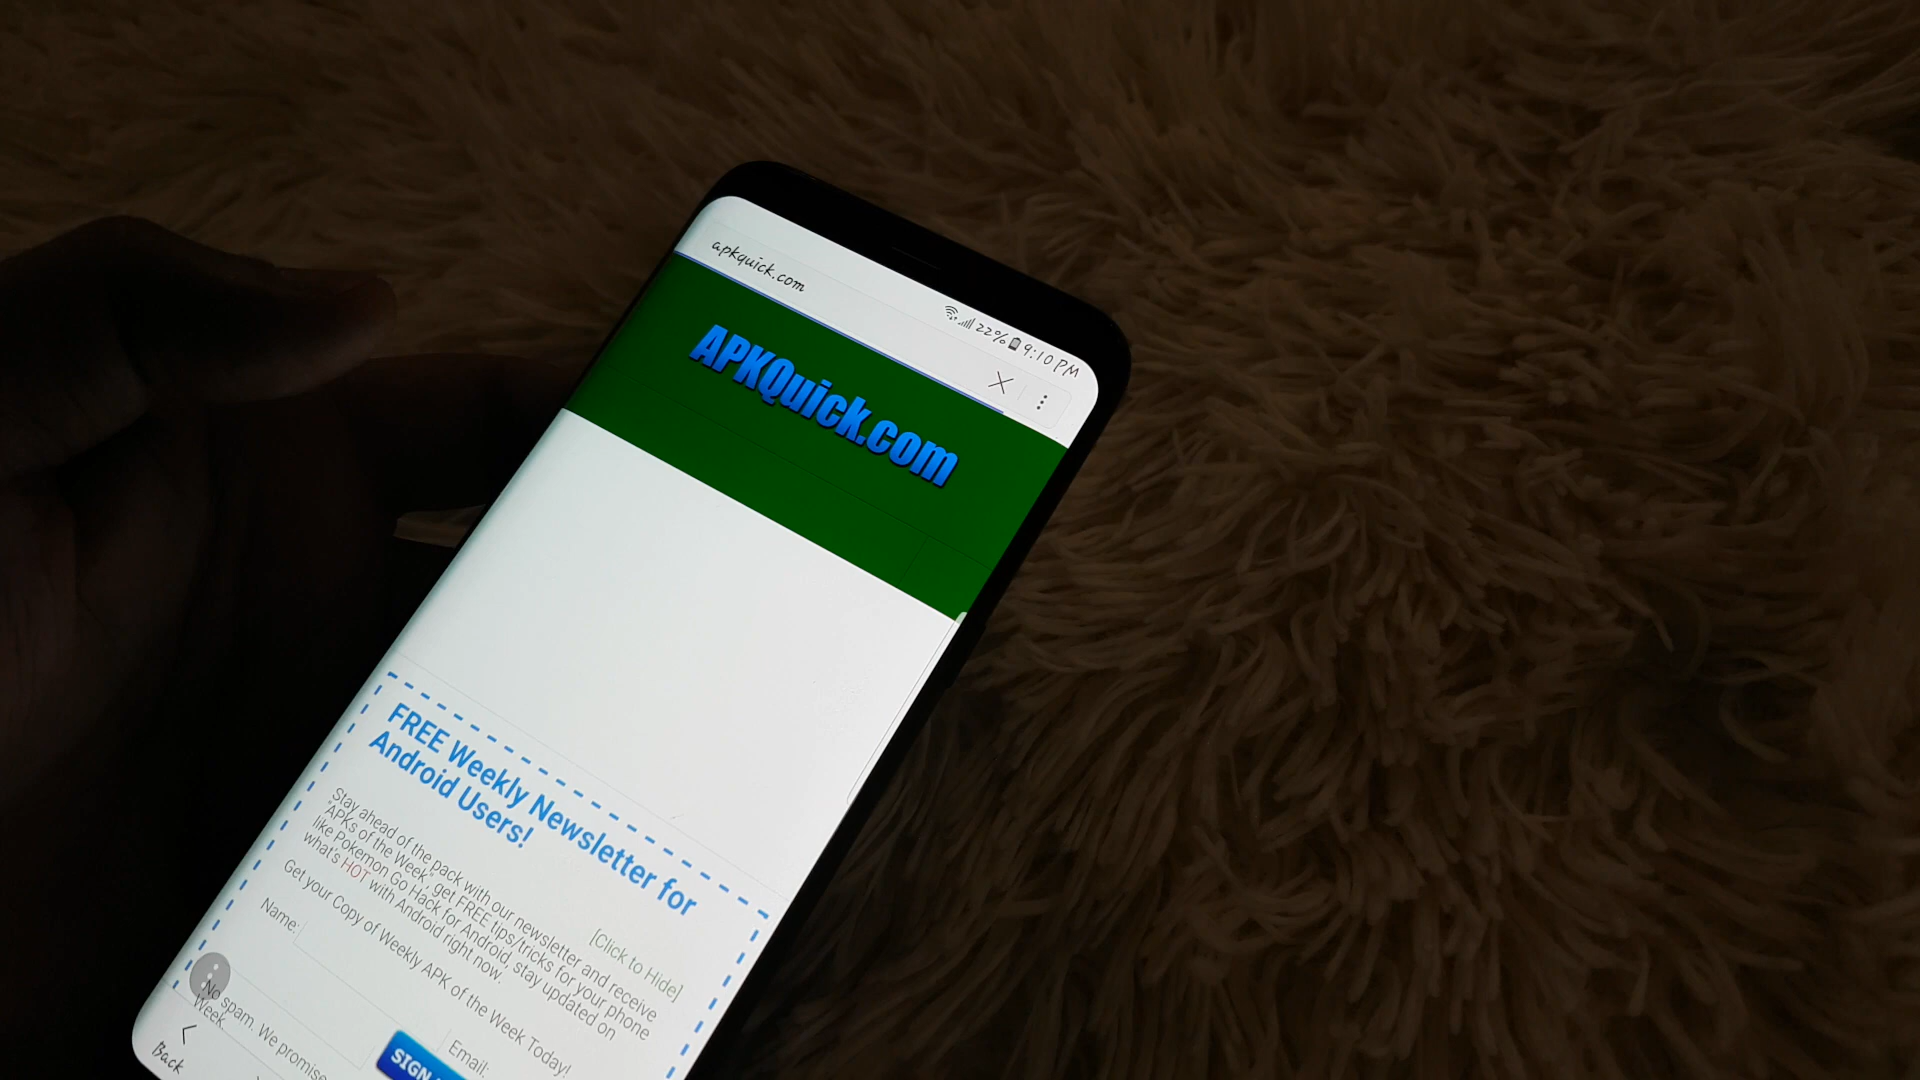 22% 9:10 PM
apkquick.com
APKQuick.com
FREE Weekly Newsletter for
Android Users!
[Click to Hide]
Stay ahead of the pack with our newsletter and receive
"APKs of the Week", get FREE tips/tricks for your phone
like Pokemon Go Hack for Android, stay updated on
what's HOT with Android right now.
Get your Copy of Weekly APK of the Week Today!
Name:
Email:
SIGN
No spam. We promise
Week.
Back